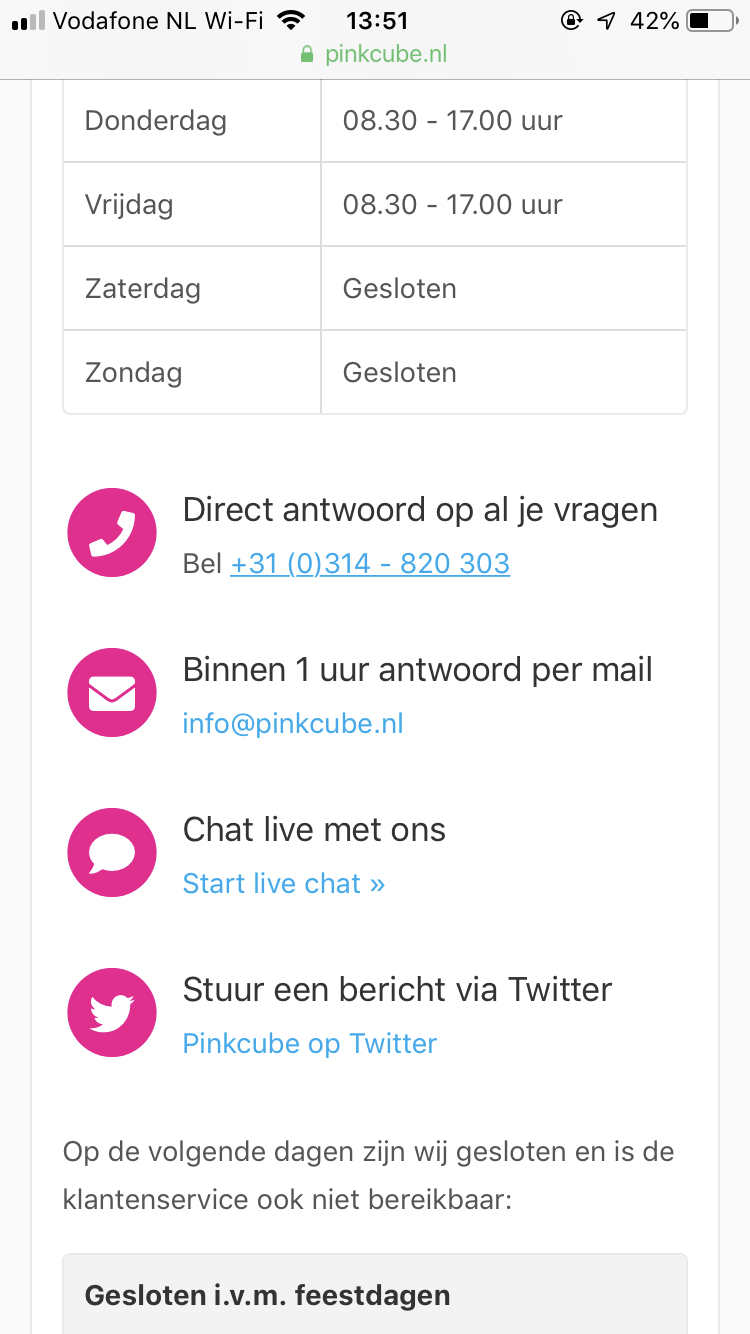 Vodafone NL Wi-Fi 13:51 42%
pinkcube.nl
Donderdag 08.30 - 17.00 uur
Vrijdag 08.30 - 17.00 uur
Zaterdag Gesloten
Zondag Gesloten
Direct antwoord op al je vragen
Bel +31 (0)314 - 820 303
Binnen 1 uur antwoord per mail
info@pinkcube.nl
Chat live met ons
Start live chat »
Stuur een bericht via Twitter
Pinkcube op Twitter
Op de volgende dagen zijn wij gesloten en is de
klantenservice ook niet bereikbaar:
Gesloten i.v.m. feestdagen